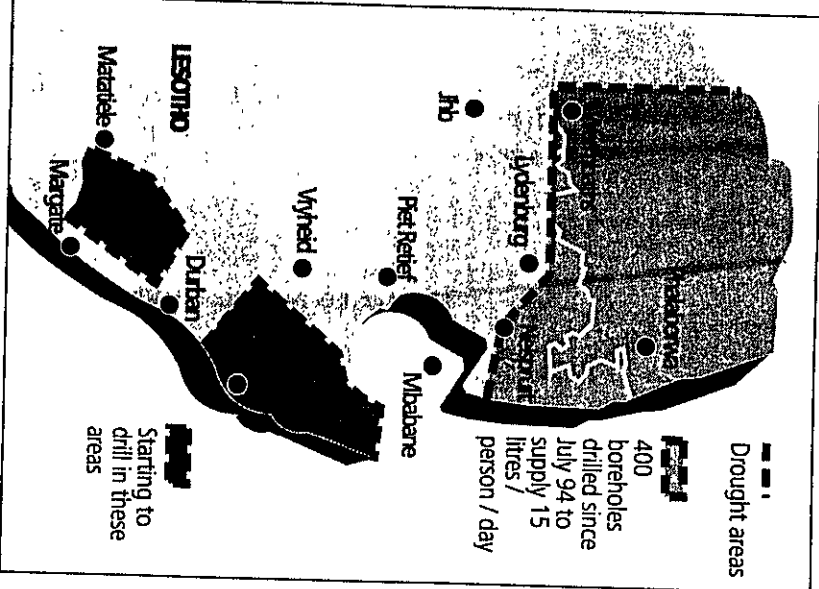 Drought areas
400
boreholes
drilled since
July 94 to
supply 15
litres /
person / day
Starting to
drill in these
areas
Phalaborwa
Nelspruit
Lydenburg
Jhb
Mbabane
Piet Retief
Vryheid
LESOTHO
Durban
Matatiele
Margate